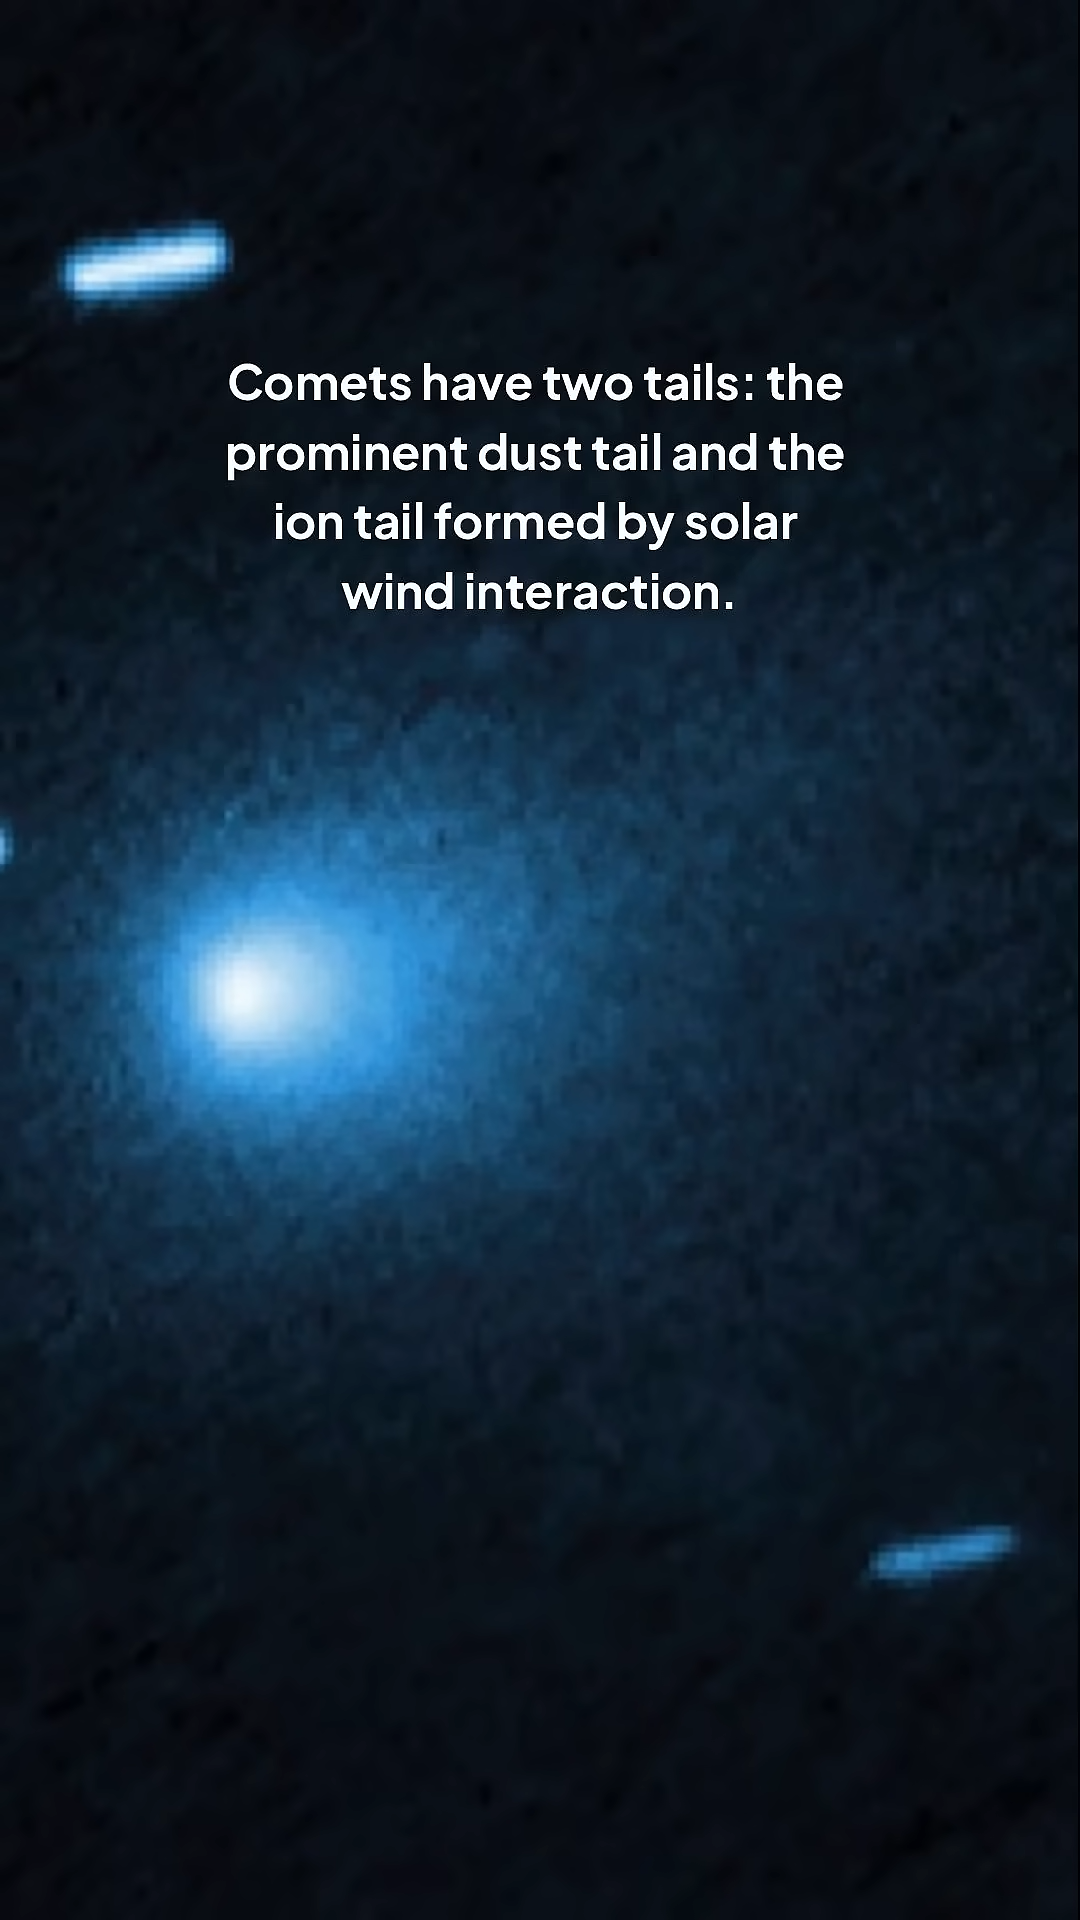 Comets have two tails: the
prominent dust tail and the
ion tail formed by solar
wind interaction.